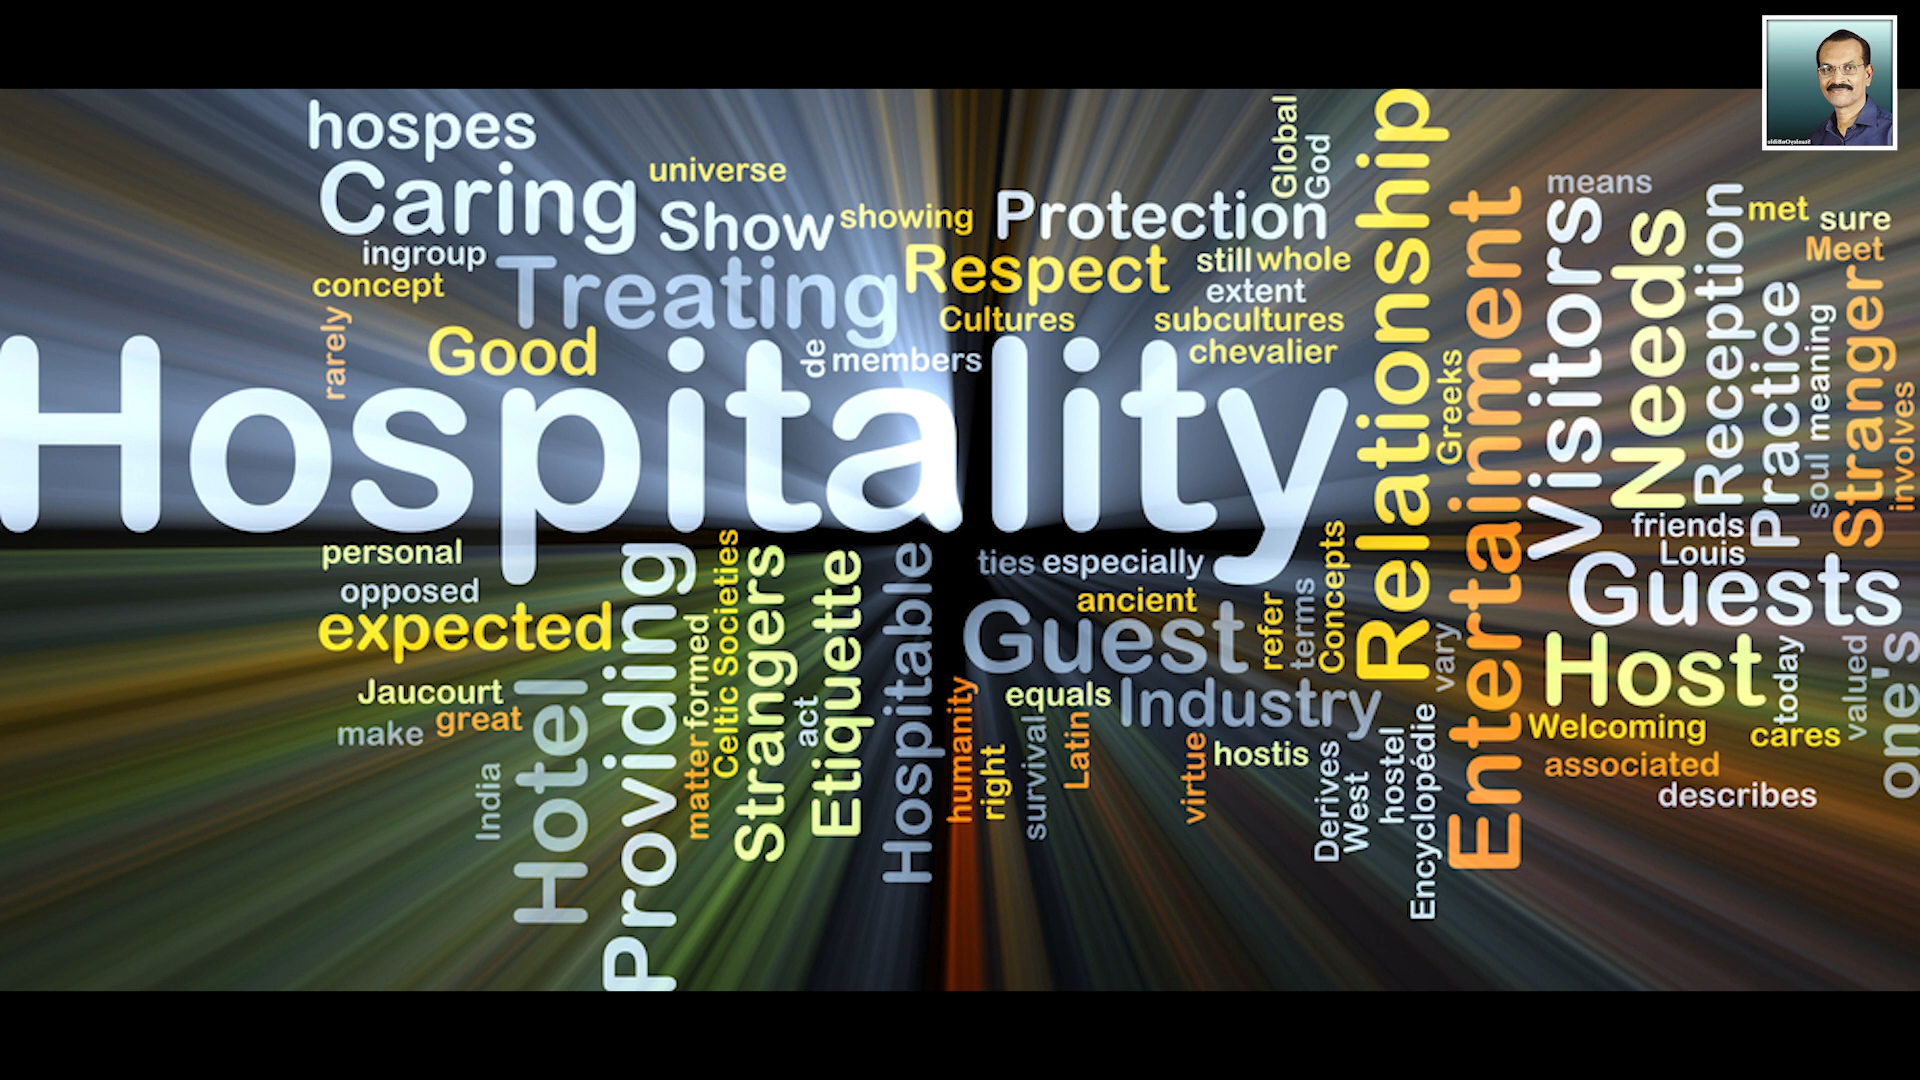 hospes
Caring
universe
Show
showing
Protection
Global
God
Relationship
ingroup
Treating
Respect
still whole
concept
extent
rarely
Good
Cultures
subcultures
de
members
chevalier
Hospitality
Greeks
Entertainment
means
Visitors
Needs
Reception
met
sure
Meet
Practice
soul meaning
Stranger
involves
friends
Louis
Guests
personal
opposed
expected
Providing
Celtic Societies
Strangers
Etiquette
Hospitable
ties especially
ancient
Guest
refer
terms
Concepts
vary
Host
today
valued
one's
Jaucourt
make
great
Hotel
matter formed
act
humanity
equals
Industry
Welcoming
cares
associated
describes
India
right
survival
Latin
virtue
hostis
Derives
West
hostel
Encyclopédie